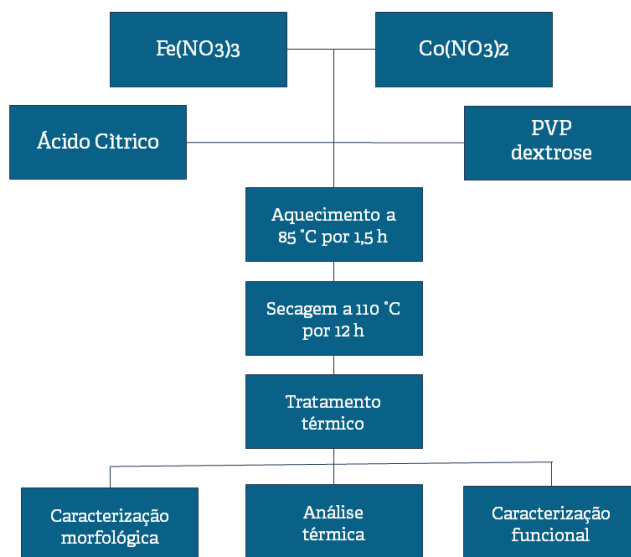 Fe(NO3)3
Co(NO3)2
Ácido Cìtrico
PVP
dextrose
Aquecimento a
85 °C por 1,5 h
Secagem a 110 °C
por 12 h
Tratamento
térmico
Caracterização
morfológica
Análise
térmica
Caracterização
funcional